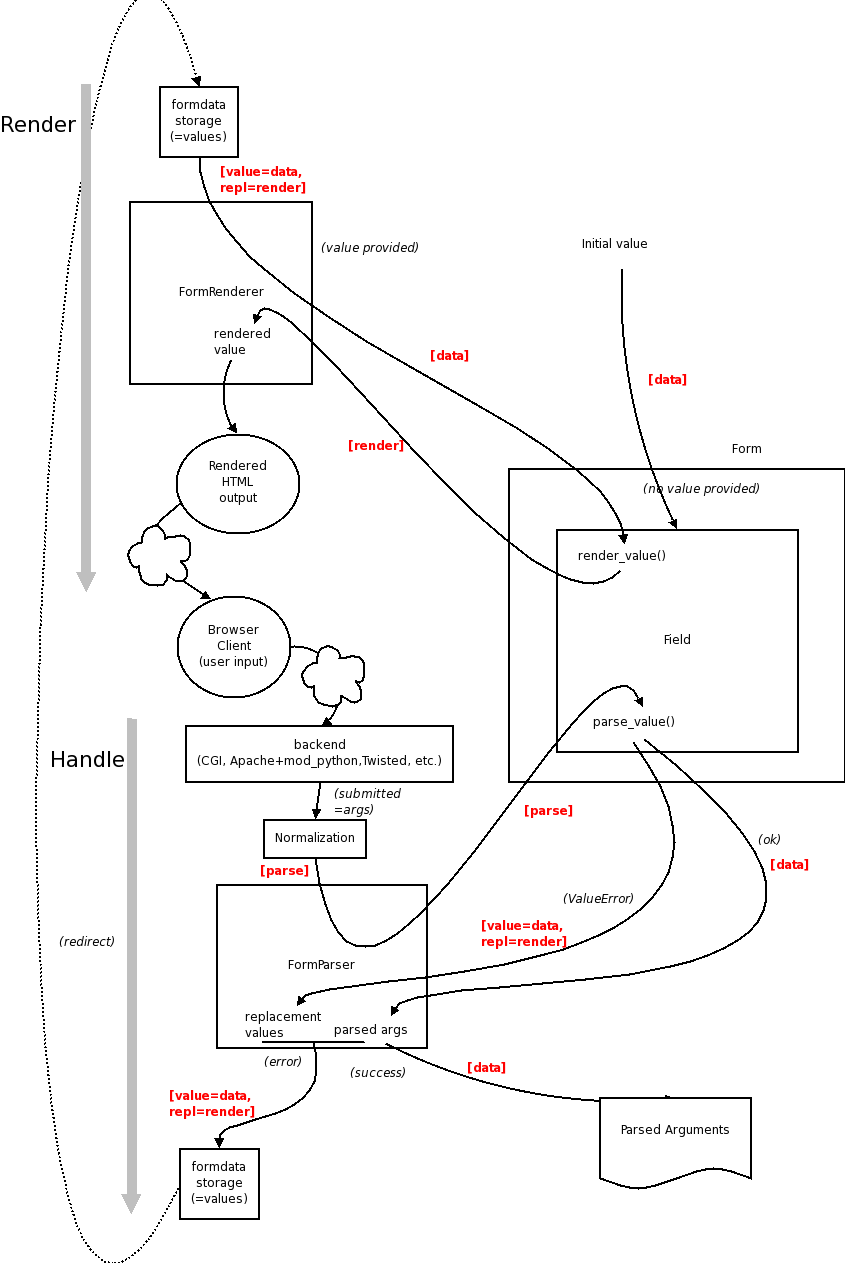 formdata
storage
(=values)
Render
[value=data,
repl=render]
(value provided)
Initial value
FormRenderer
rendered
value
[data]
[data]
[render]
Form
Rendered
HTML
output
(no value provided)
render_value()
Browser
Client
(user input)
Field
parse_value()
Handle
backend
(CGI, Apache+mod_python,Twisted, etc.)
(submitted
=args)
[parse]
Normalization
(ok)
[data]
[parse]
(ValueError)
[value=data,
repl=render]
(redirect)
FormParser
replacement
values
parsed args
(error)
(success)
[data]
[value=data,
repl=render]
Parsed Arguments
formdata
storage
(=values)